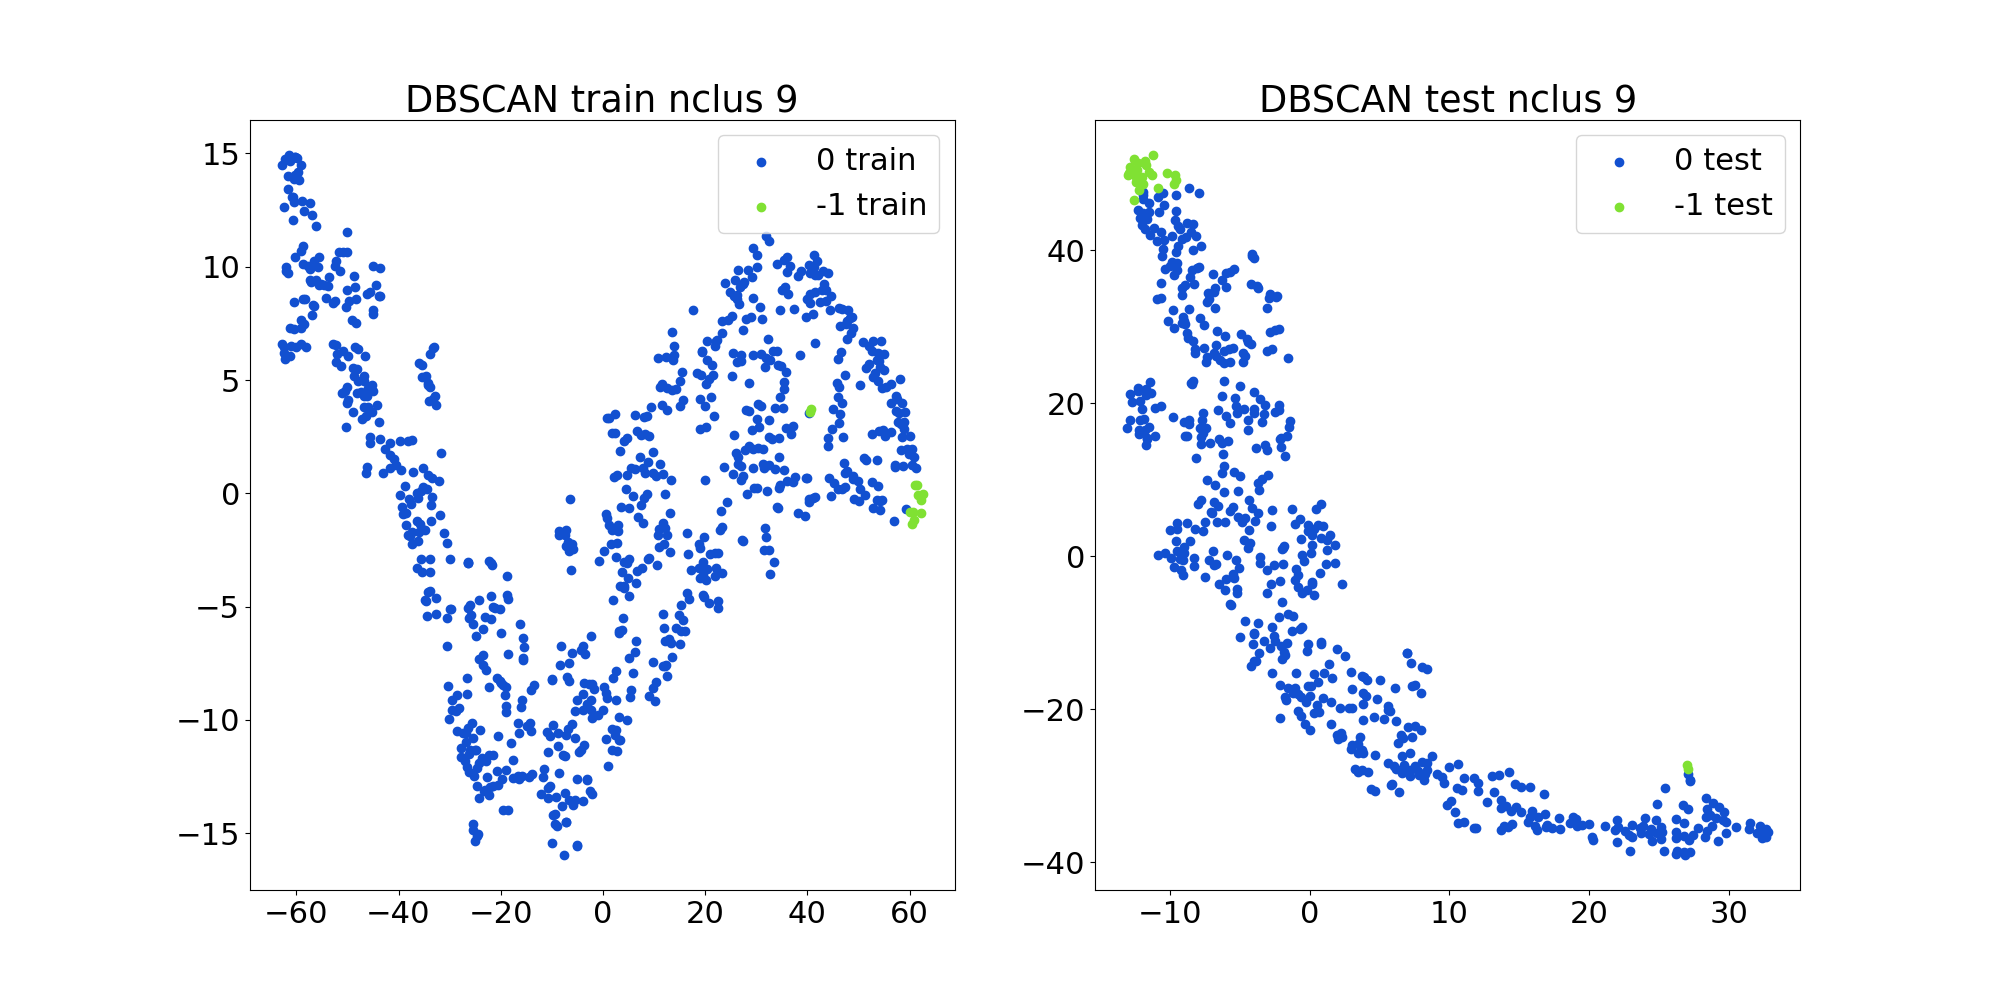 DBSCAN train nclus 9
0 train
-1 train
15
10
5
0
−5
−10
−15
−60 −40 −20 0 20 40 60
DBSCAN test nclus 9
0 test
-1 test
40
20
0
−20
−40
−10 0 10 20 30